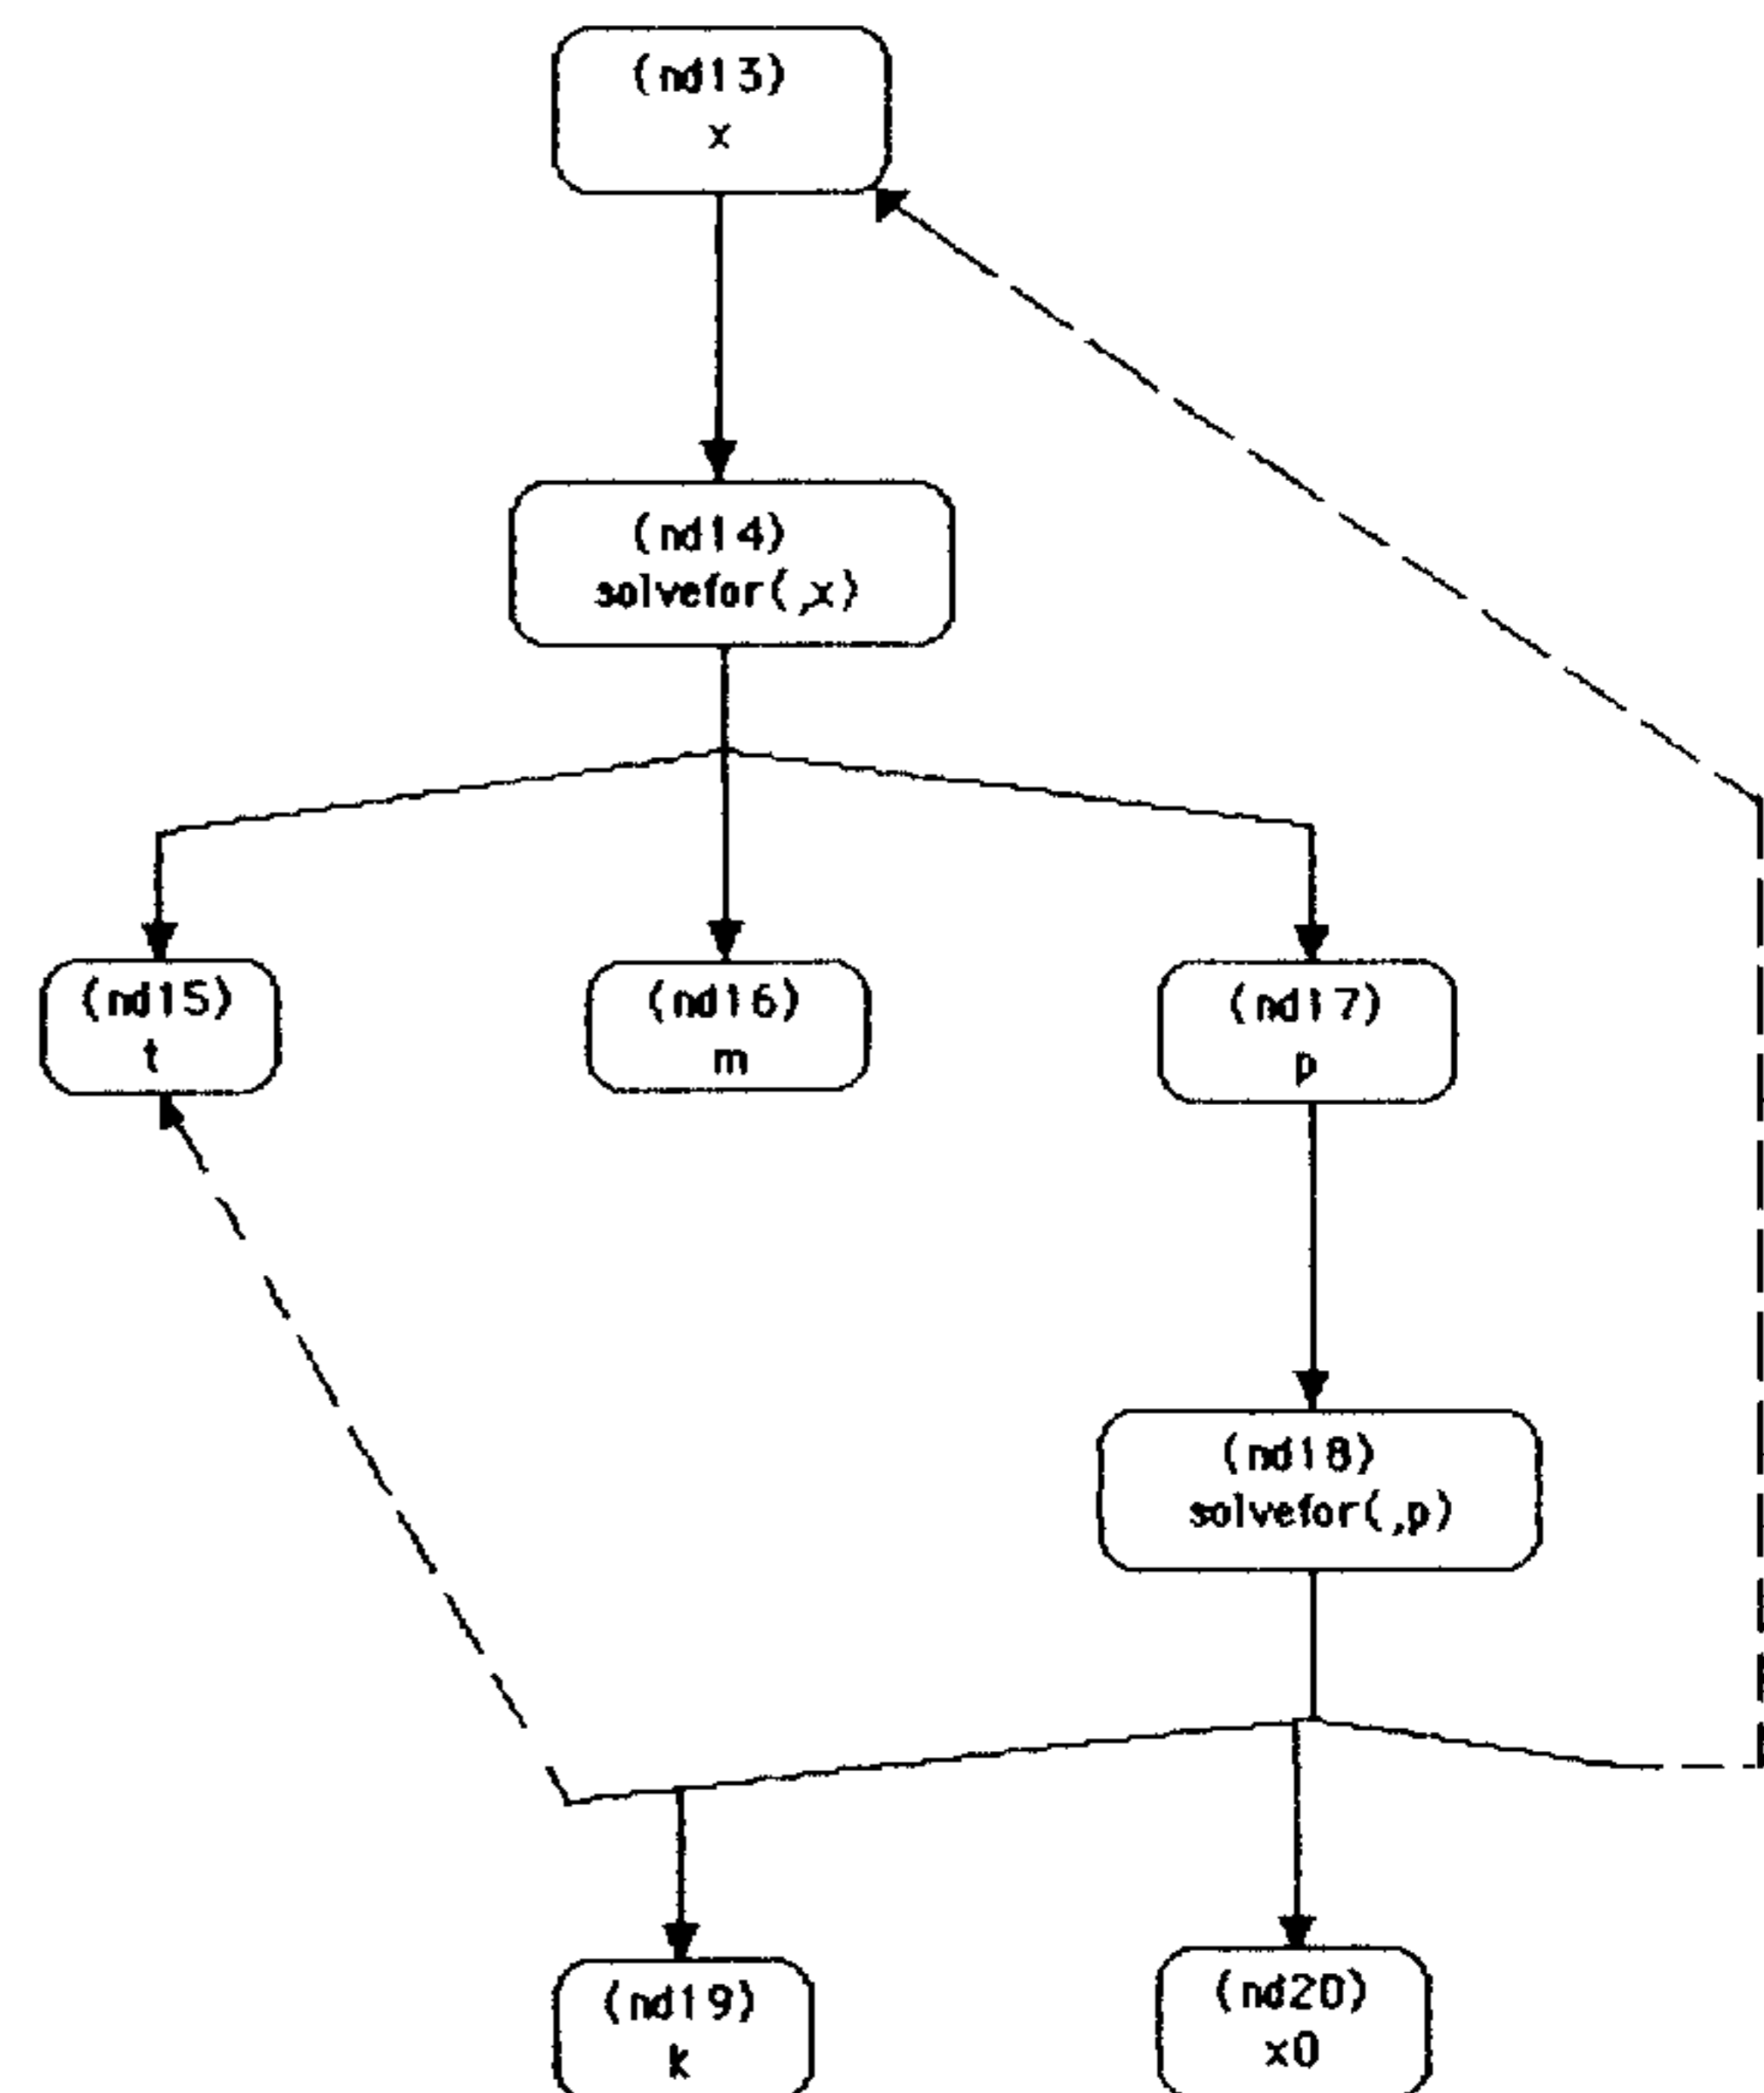 (nd13)
x
(nd14)
solvefor(,x)
(nd15)
t
(nd16)
m
(nd17)
p
(nd18)
solvefor(,p)
(nd19)
k
(nd20)
x0